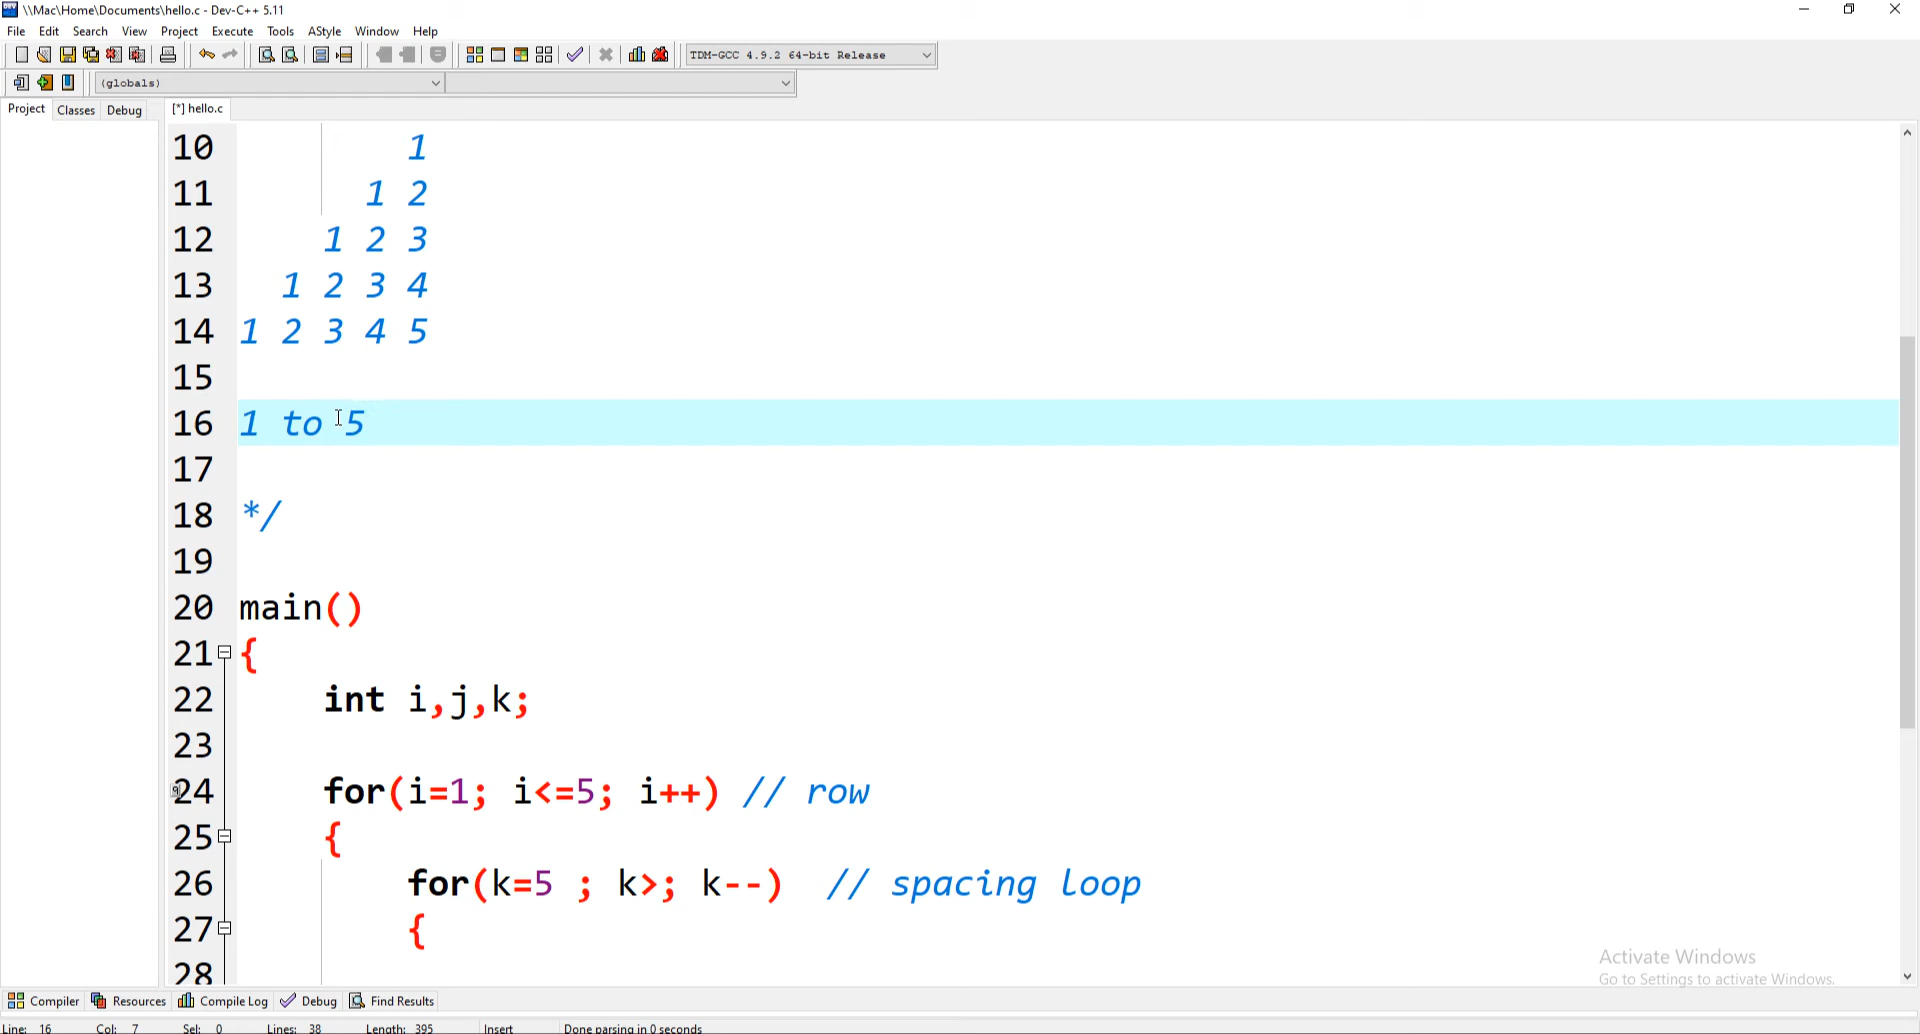 \\Mac\Home\Documents\hello.c - Dev-C++ 5.11
File Edit Search View Project Execute Tools AStyle Window Help
TDM-GCC 4.9.2 64-bit Release
(globals)
Project Classes Debug [*] hello.c
10 1
11 1 2
12 1 2 3
13 1 2 3 4
14 1 2 3 4 5
15
16 1 to 5
17
18 */
19
20 main()
21 {
22 int i,j,k;
23
24 for(i=1; i<=5; i++) // row
25 {
26 for(k=5 ; k>; k--) // spacing loop
27 {
28
Activate Windows
Go to Settings to activate Windows.
Compiler Resources Compile Log Debug Find Results
Line: 16 Col: 7 Sel: 0 Lines: 38 Length: 395 Insert Done parsing in 0 seconds